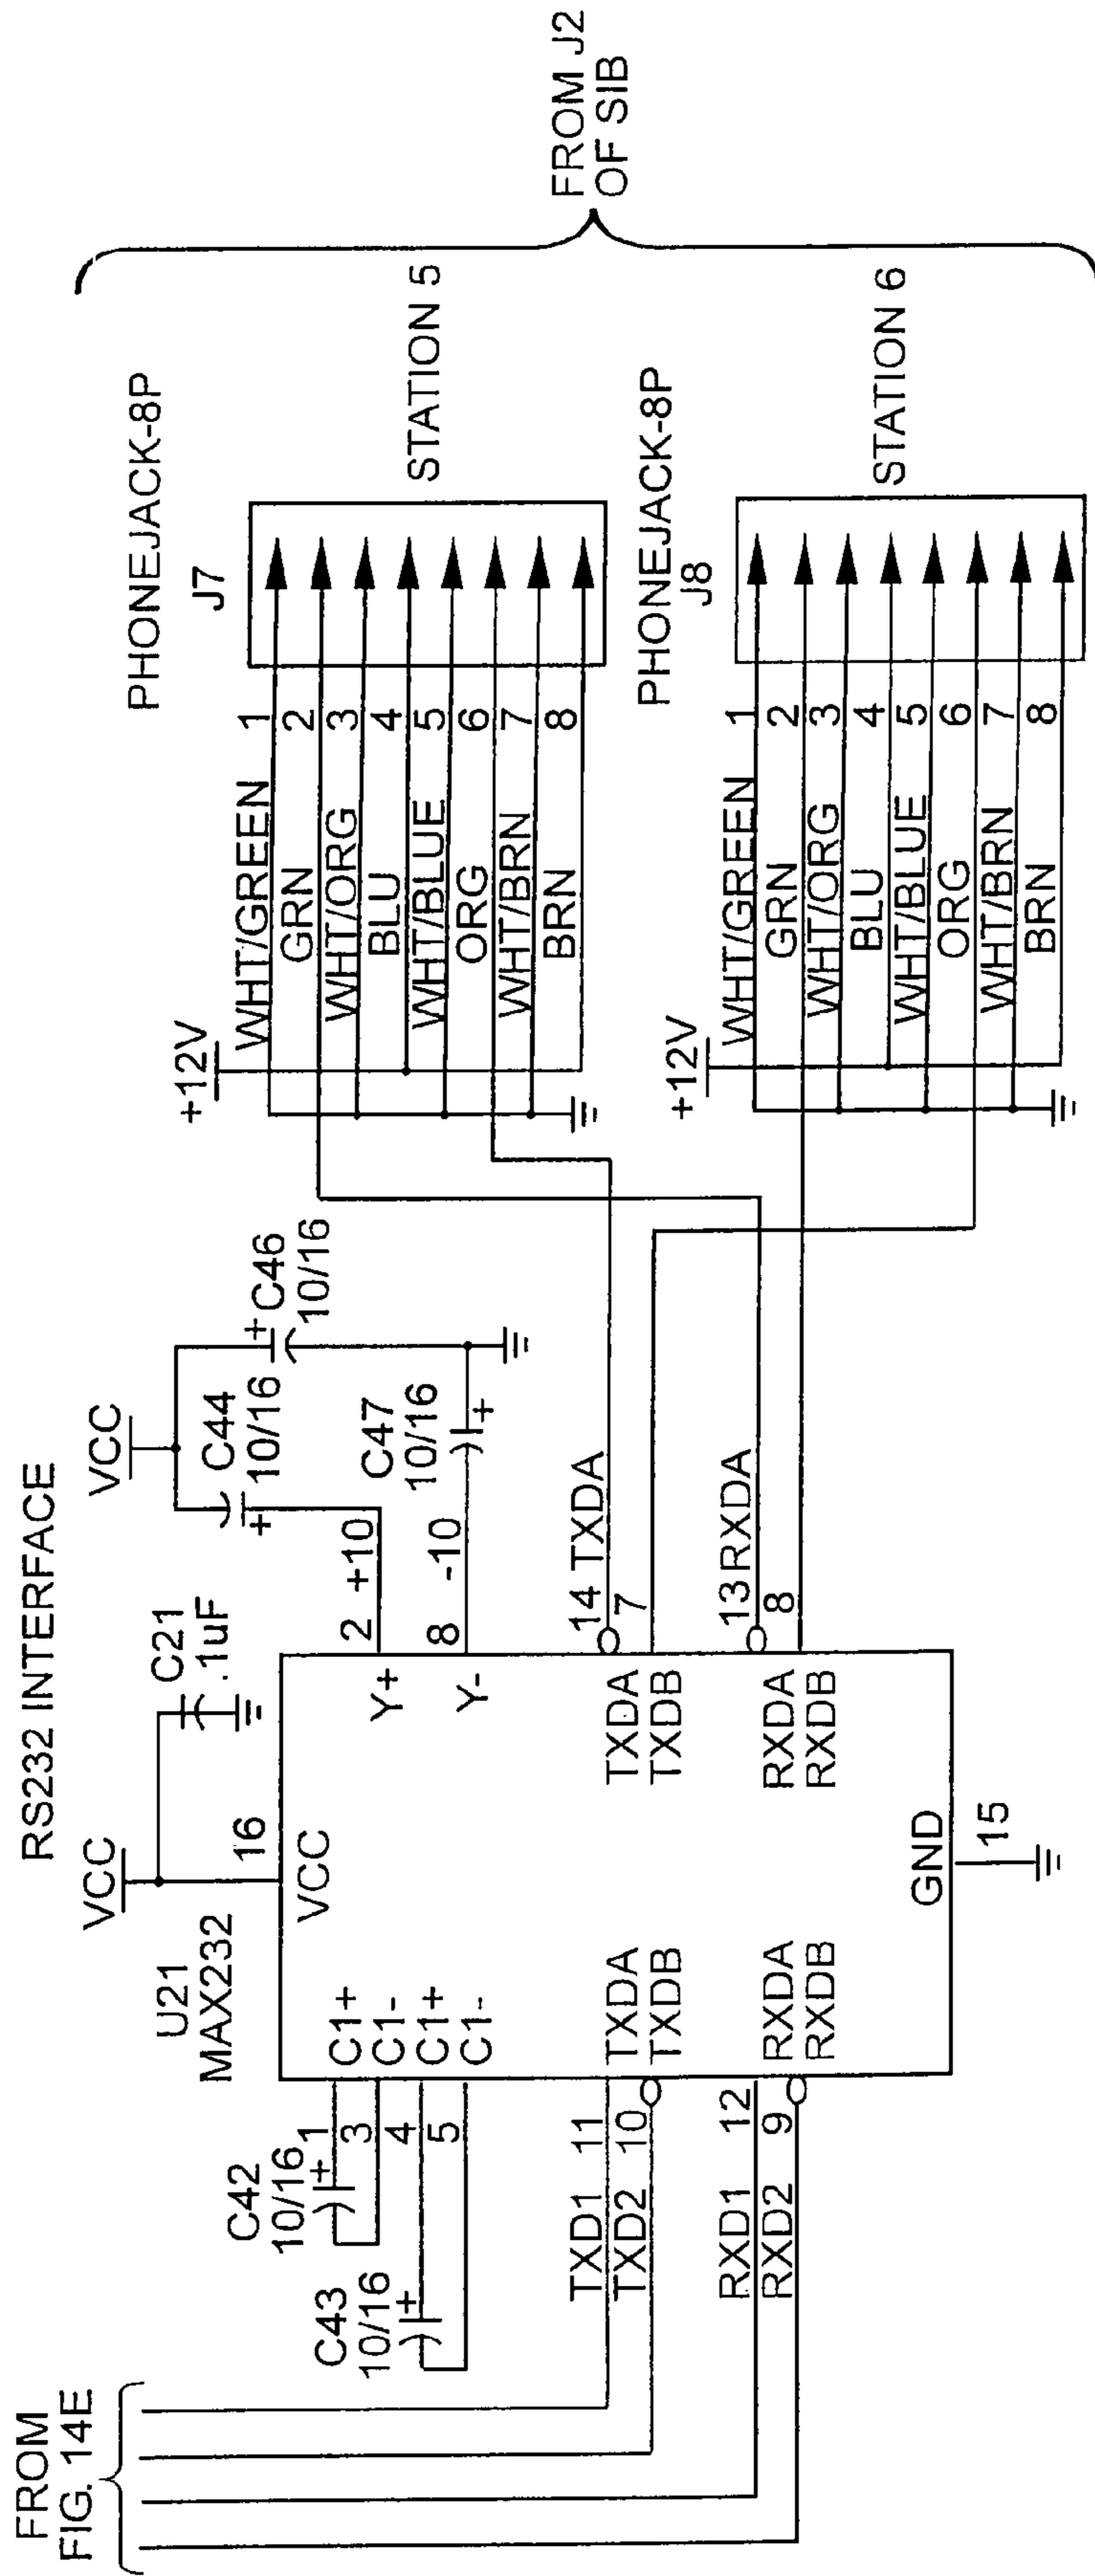 RS232 INTERFACE
FROM
FIG. 14E
VCC
C21
.1uF
U21
MAX232
16
VCC
C42
10/16
+
C43
10/16
+
1
3
4
5
C1+
C1-
C1+
C1-
VCC
C44
10/16
+
C46
10/16
+
C47
10/16
+
2 +10
8 -10
Y+
Y-
TXD1 11
TXD2 10
RXD1 12
RXD2 9
TXDA
TXDB
RXDA
RXDB
TXDA
TXDB
RXDA
RXDB
14 TXDA
7
13 RXDA
8
GND
15
PHONEJACK-8P
J7
+12V
WHT/GREEN 1
GRN 2
WHT/ORG 3
BLU 4
WHT/BLUE 5
ORG 6
WHT/BRN 7
BRN 8
STATION 5
PHONEJACK-8P
J8
+12V
WHT/GREEN 1
GRN 2
WHT/ORG 3
BLU 4
WHT/BLUE 5
ORG 6
WHT/BRN 7
BRN 8
STATION 6
FROM J2
OF SIB